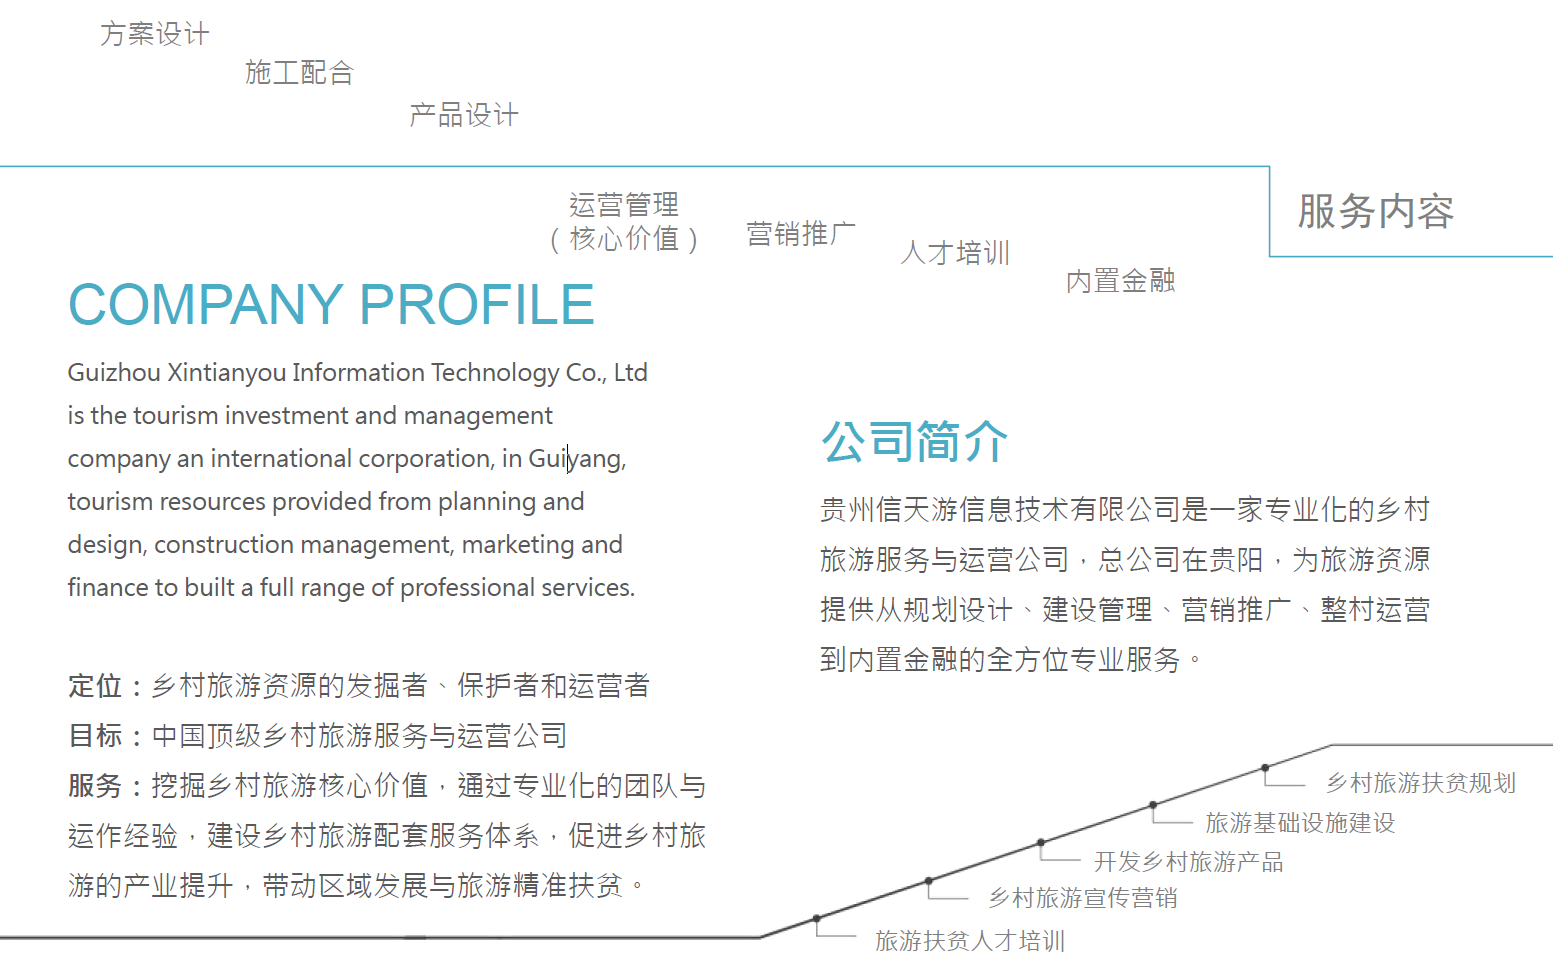 方案设计
施工配合
产品设计
运营管理
（核心价值）
营销推广
人才培训
内置金融
服务内容
COMPANY PROFILE
Guizhou Xintianyou Information Technology Co., Ltd
is the tourism investment and management
company an international corporation, in Guiyang,
tourism resources provided from planning and
design, construction management, marketing and
finance to built a full range of professional services.
定位：乡村旅游资源的发掘者、保护者和运营者
目标：中国顶级乡村旅游服务与运营公司
服务：挖掘乡村旅游核心价值，通过专业化的团队与
运作经验，建设乡村旅游配套服务体系，促进乡村旅
游的产业提升，带动区域发展与旅游精准扶贫。
公司简介
贵州信天游信息技术有限公司是一家专业化的乡村
旅游服务与运营公司，总公司在贵阳，为旅游资源
提供从规划设计、建设管理、营销推广、整村运营
到内置金融的全方位专业服务。
乡村旅游扶贫规划
旅游基础设施建设
开发乡村旅游产品
乡村旅游宣传营销
旅游扶贫人才培训